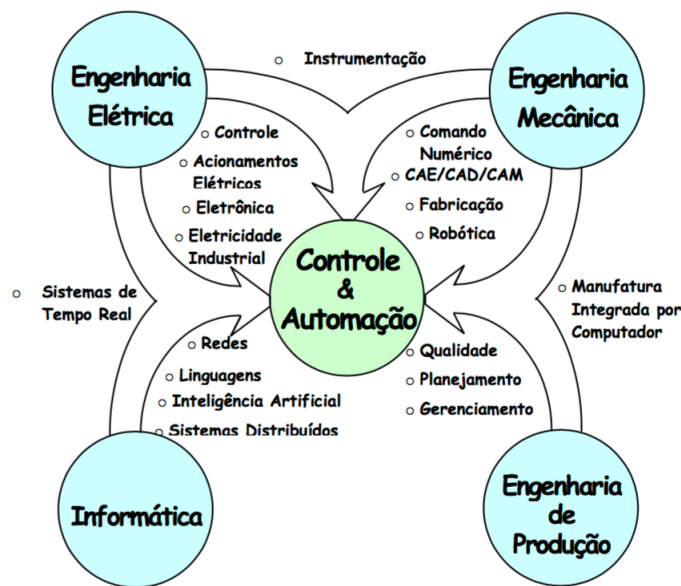 Engenharia
Elétrica
○ Instrumentação
Engenharia
Mecânica
○ Controle
○ Acionamentos
Elétricos
○ Eletrônica
○ Eletricidade
Industrial
○ Comando
Numérico
○ CAE/CAD/CAM
○ Fabricação
○ Robótica
Controle
&
Automação
○ Sistemas de
Tempo Real
○ Manufatura
Integrada por
Computador
○ Redes
○ Linguagens
○ Inteligência Artificial
○ Sistemas Distribuídos
○ Qualidade
○ Planejamento
○ Gerenciamento
Informática
Engenharia
de
Produção